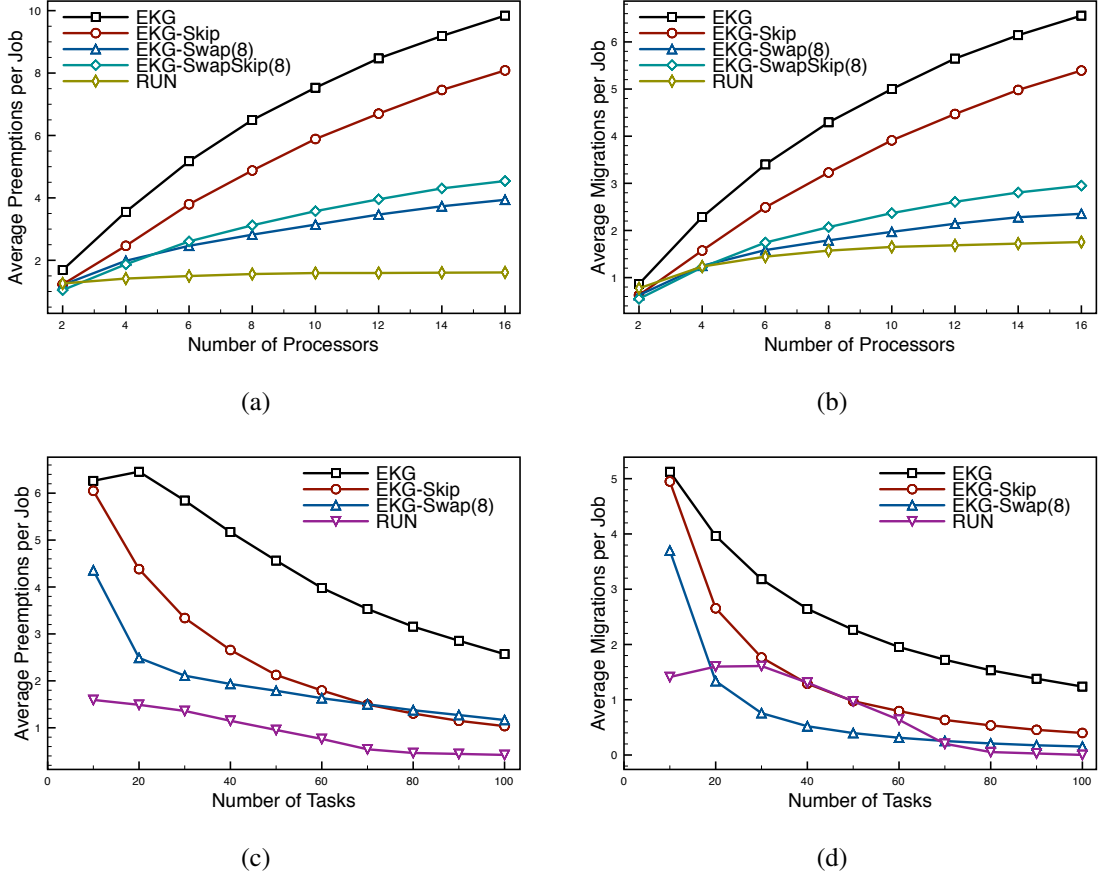 Average Preemptions per Job
10
8
6
4
2
EKG
EKG-Skip
EKG-Swap(8)
EKG-SwapSkip(8)
RUN
2 4 6 8 10 12 14 16
Number of Processors
(a)
Average Migrations per Job
6
5
4
3
2
1
EKG
EKG-Skip
EKG-Swap(8)
EKG-SwapSkip(8)
RUN
2 4 6 8 10 12 14 16
Number of Processors
(b)
Average Preemptions per Job
6
5
4
3
2
1
EKG
EKG-Skip
EKG-Swap(8)
RUN
0 20 40 60 80 100
Number of Tasks
(c)
Average Migrations per Job
5
4
3
2
1
0
EKG
EKG-Skip
EKG-Swap(8)
RUN
0 20 40 60 80 100
Number of Tasks
(d)